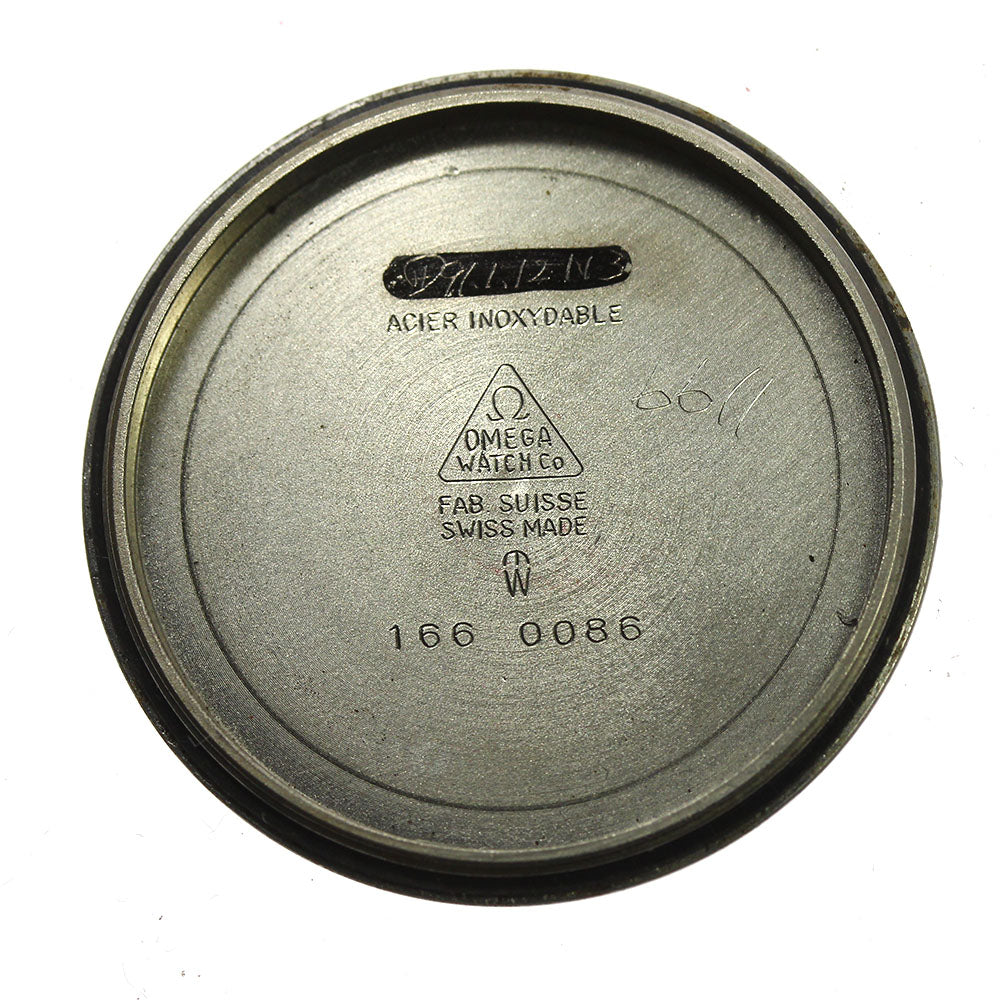 ACIER INOXYDABLE
Ω
OMEGA
WATCH Co
FAB. SUISSE
SWISS MADE
W
166 0086